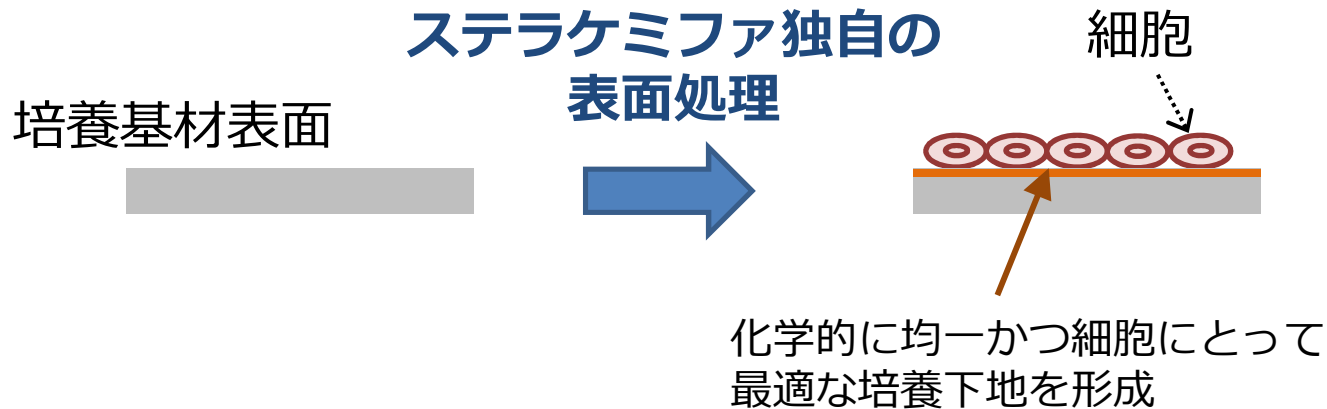 ステラケミファ独自の
表面処理
細胞
培養基材表面
化学的に均一かつ細胞にとって
最適な培養下地を形成